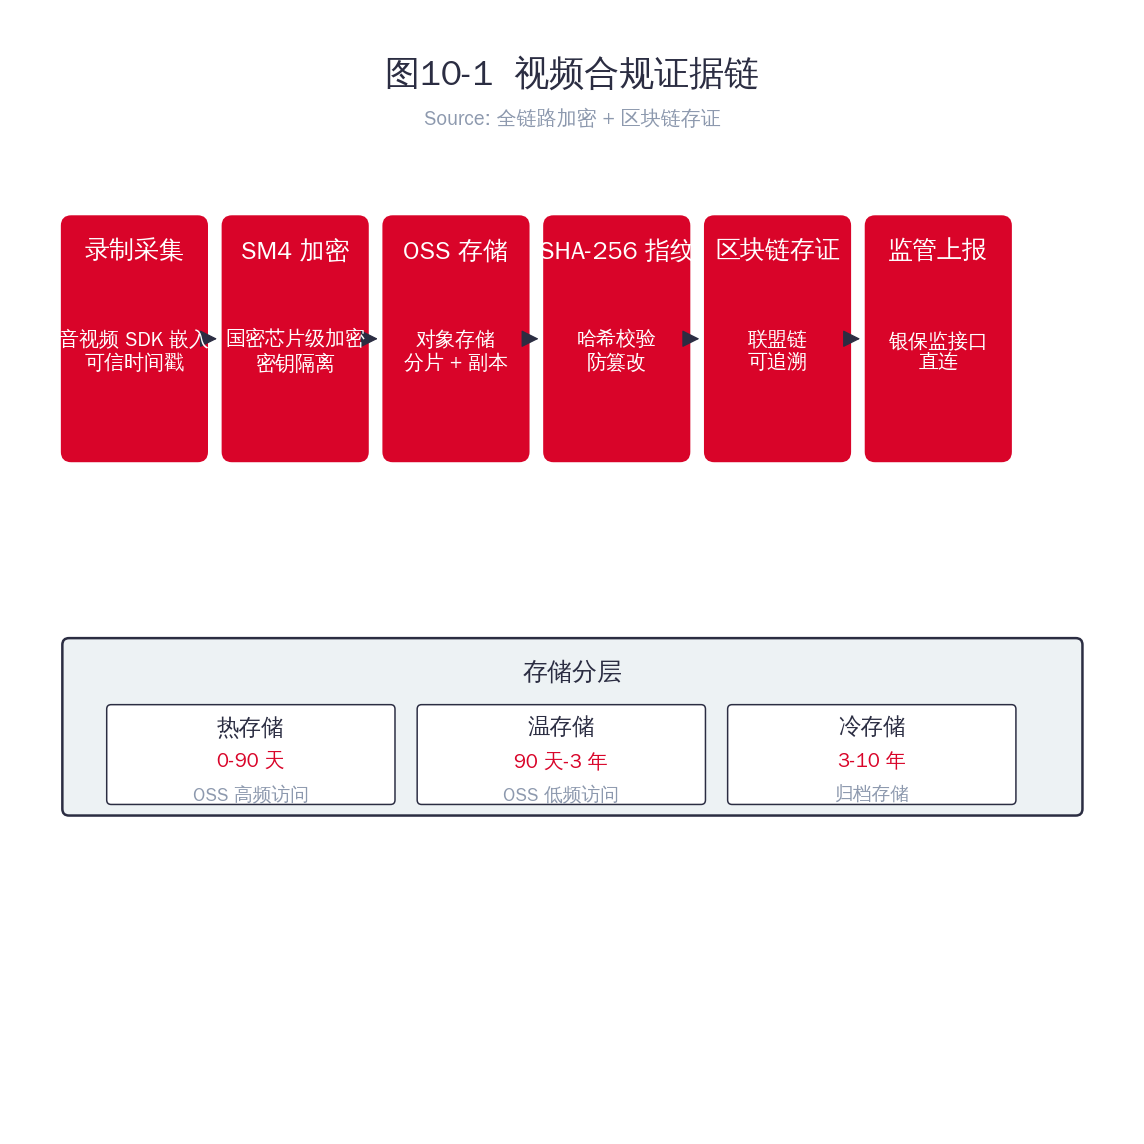 图10-1 视频合规证据链
Source: 全链路加密 + 区块链存证
录制采集
音视频 SDK 嵌入
可信时间戳
SM4 加密
国密芯片级加密
密钥隔离
OSS 存储
对象存储
分片 + 副本
SHA-256 指纹
哈希校验
防篡改
区块链存证
联盟链
可追溯
监管上报
银保监接口
直连
存储分层
热存储
0-90 天
OSS 高频访问
温存储
90 天-3 年
OSS 低频访问
冷存储
3-10 年
归档存储